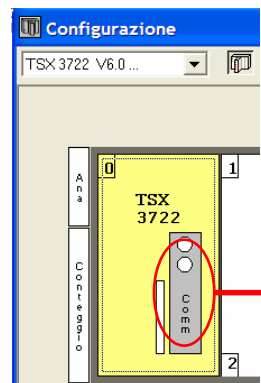 Configurazione
TSX 3722 V6.0 ...
Ana
0
1
TSX
3722
Conteggio
Comm
2